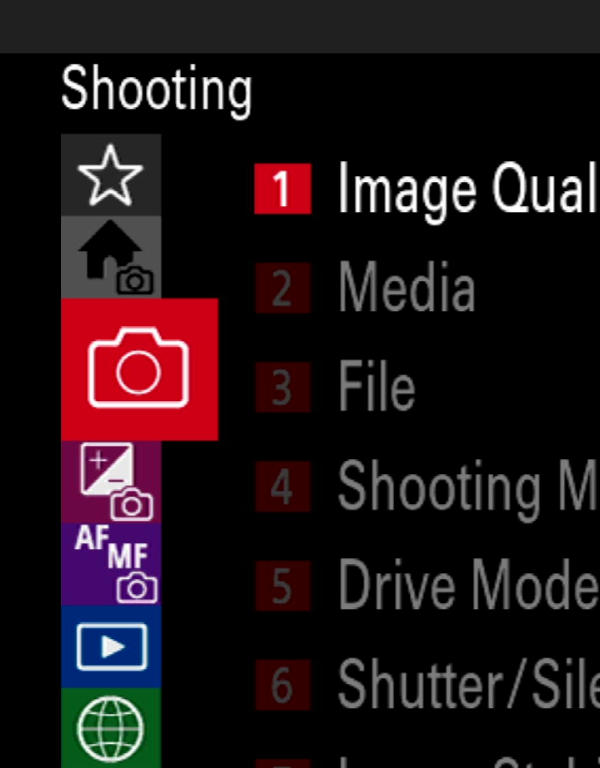 Shooting
1 Image Qual
2 Media
3 File
4 Shooting M
AF MF
5 Drive Mode
6 Shutter/Sile